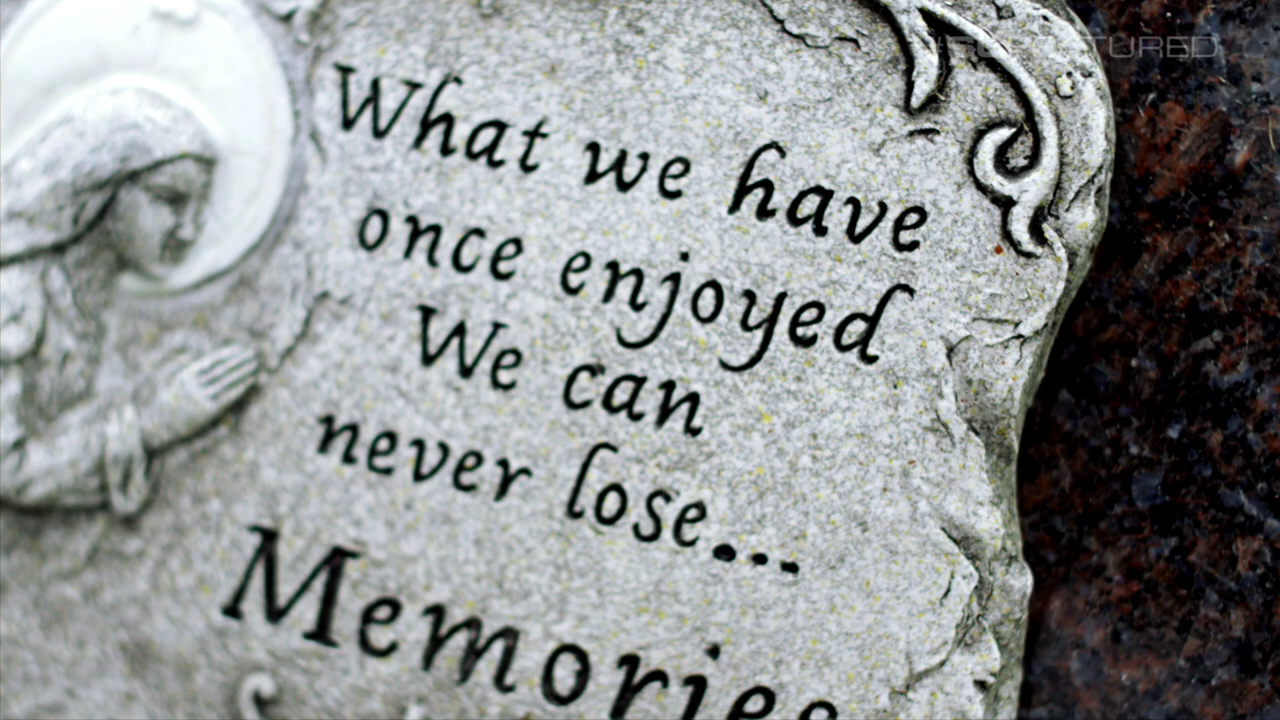 What we have
once enjoyed
We can
never lose...
Memories